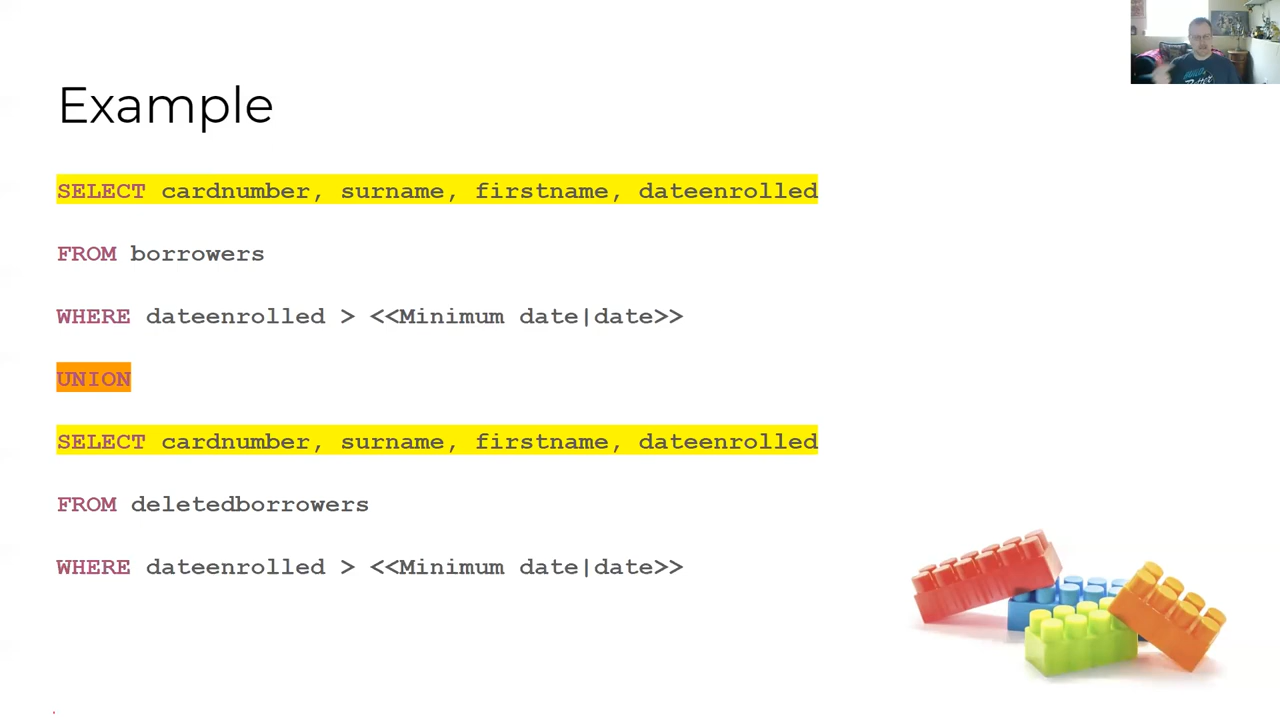 Example
SELECT cardnumber, surname, firstname, dateenrolled
FROM borrowers
WHERE dateenrolled > <<Minimum date|date>>
UNION
SELECT cardnumber, surname, firstname, dateenrolled
FROM deletedborrowers
WHERE dateenrolled > <<Minimum date|date>>